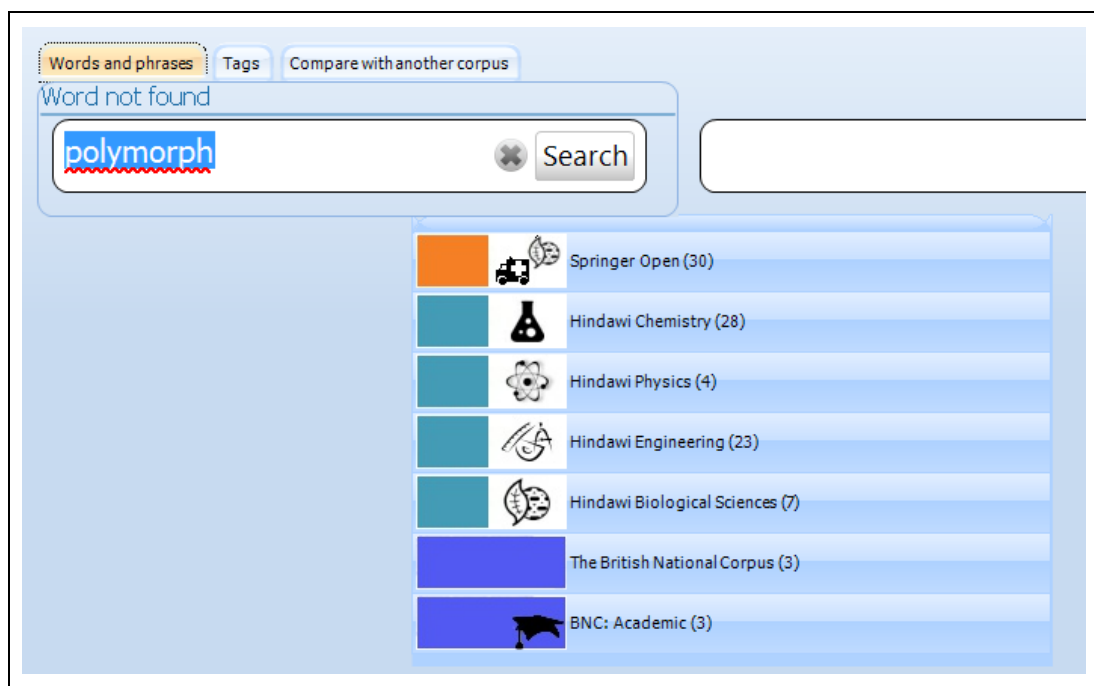 Words and phrases Tags Compare with another corpus
Word not found
polymorph Search
Springer Open (30)
Hindawi Chemistry (28)
Hindawi Physics (4)
Hindawi Engineering (23)
Hindawi Biological Sciences (7)
The British National Corpus (3)
BNC: Academic (3)